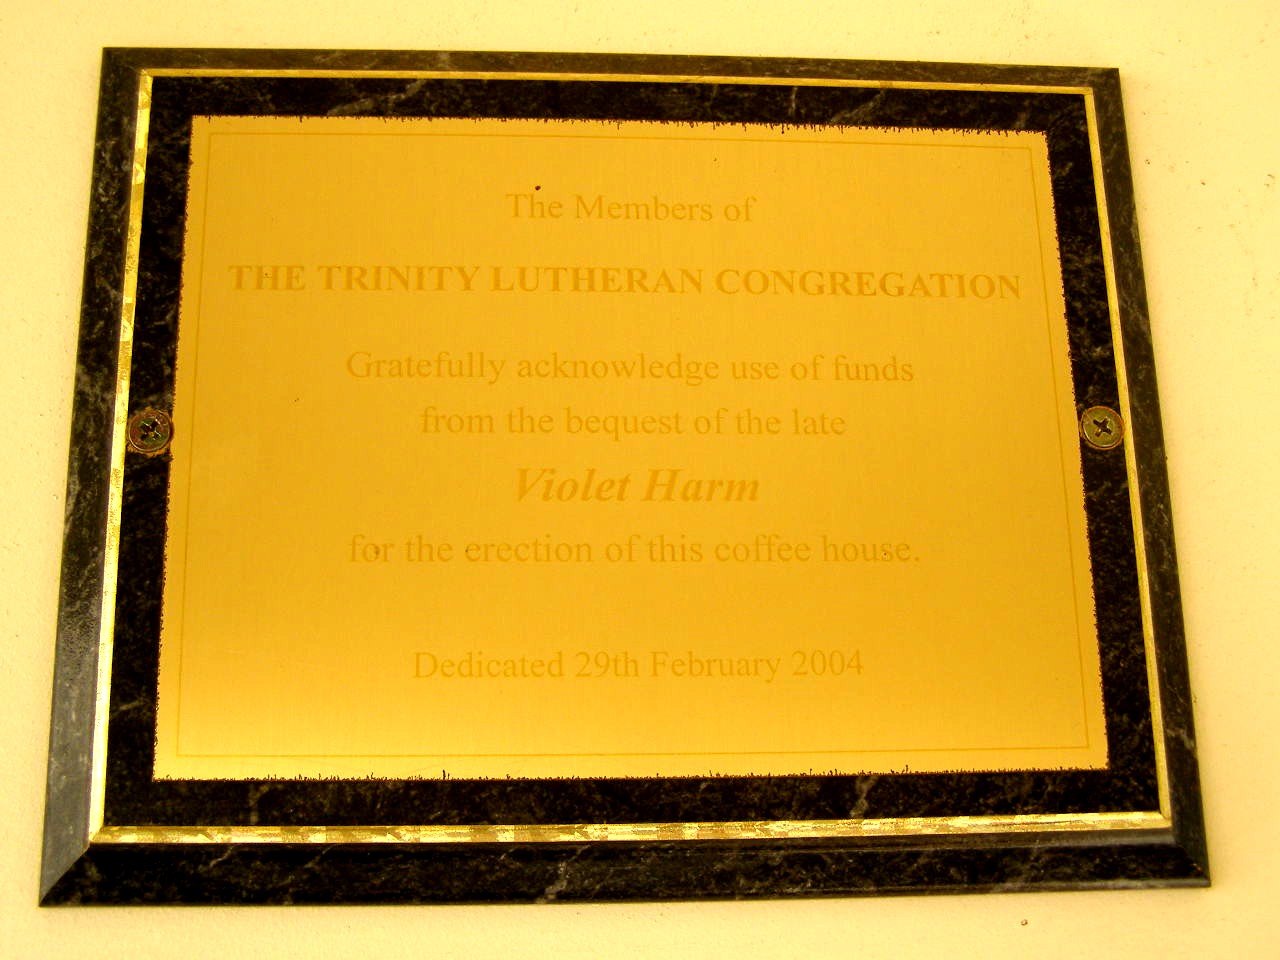 The Members of
THE TRINITY LUTHERAN CONGREGATION
Gratefully acknowledge use of funds
from the bequest of the late
Violet Harm
for the erection of this coffee house.
Dedicated 29th February 2004